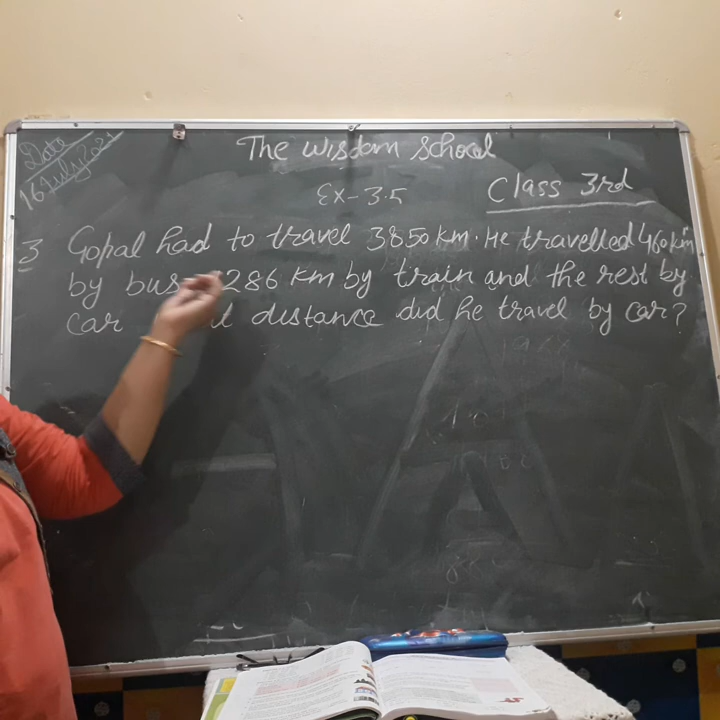 Date
16 July 2021
The Wisdom School
Ex-3.5
Class 3rd
3 Gopal had to travel 3850 km. He travelled 460 km
by bus 286 km by train and the rest by
car distance did he travel by car?